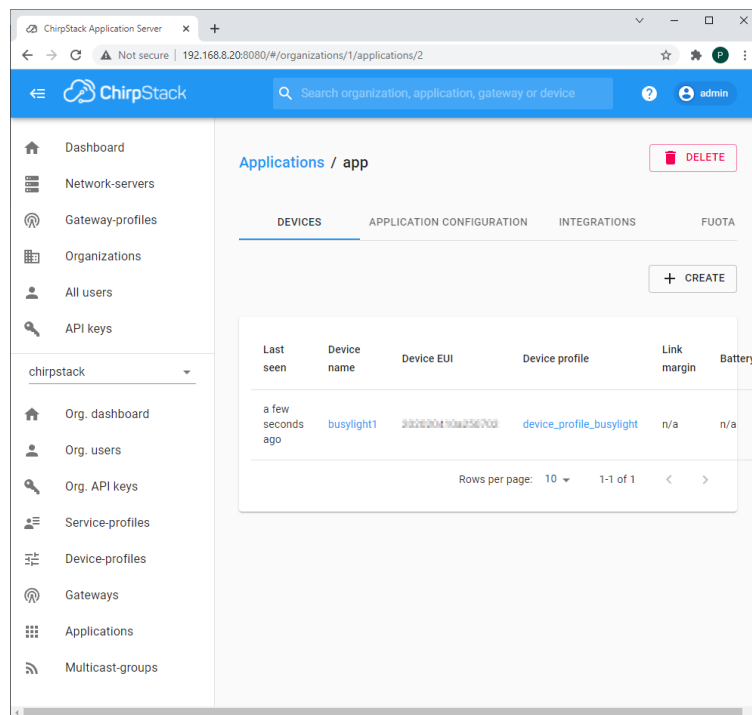 ChirpStack Application Server
Not secure | 192.168.8.20:8080/#/organizations/1/applications/2
P
ChirpStack
Search organization, application, gateway or device
? admin
Dashboard
Network-servers
Gateway-profiles
Organizations
All users
API keys
chirpstack
Org. dashboard
Org. users
Org. API keys
Service-profiles
Device-profiles
Gateways
Applications
Multicast-groups
Applications / app
DELETE
DEVICES APPLICATION CONFIGURATION INTEGRATIONS FUOTA
+ CREATE
Last seen Device name Device EUI Device profile Link margin Battery
a few seconds ago busylight1 device_profile_busylight n/a n/a
Rows per page: 10 1-1 of 1